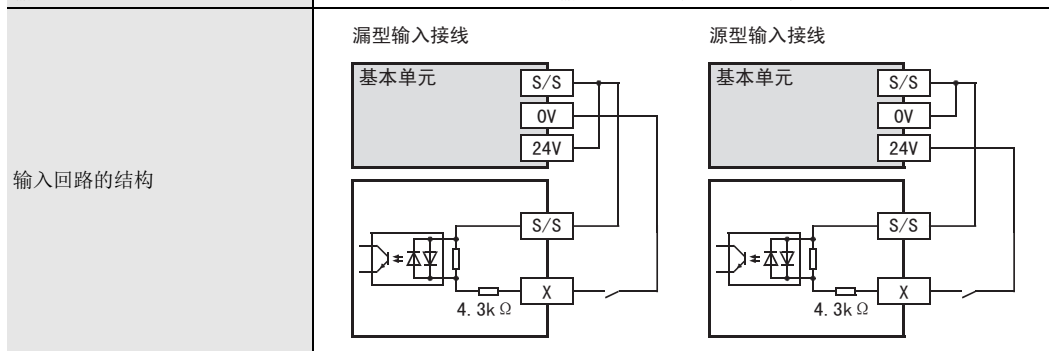 漏型输入接线
源型输入接线
基本单元
S/S
0V
24V
S/S
X
4.3kΩ
基本单元
S/S
0V
24V
S/S
X
4.3kΩ
输入回路的结构